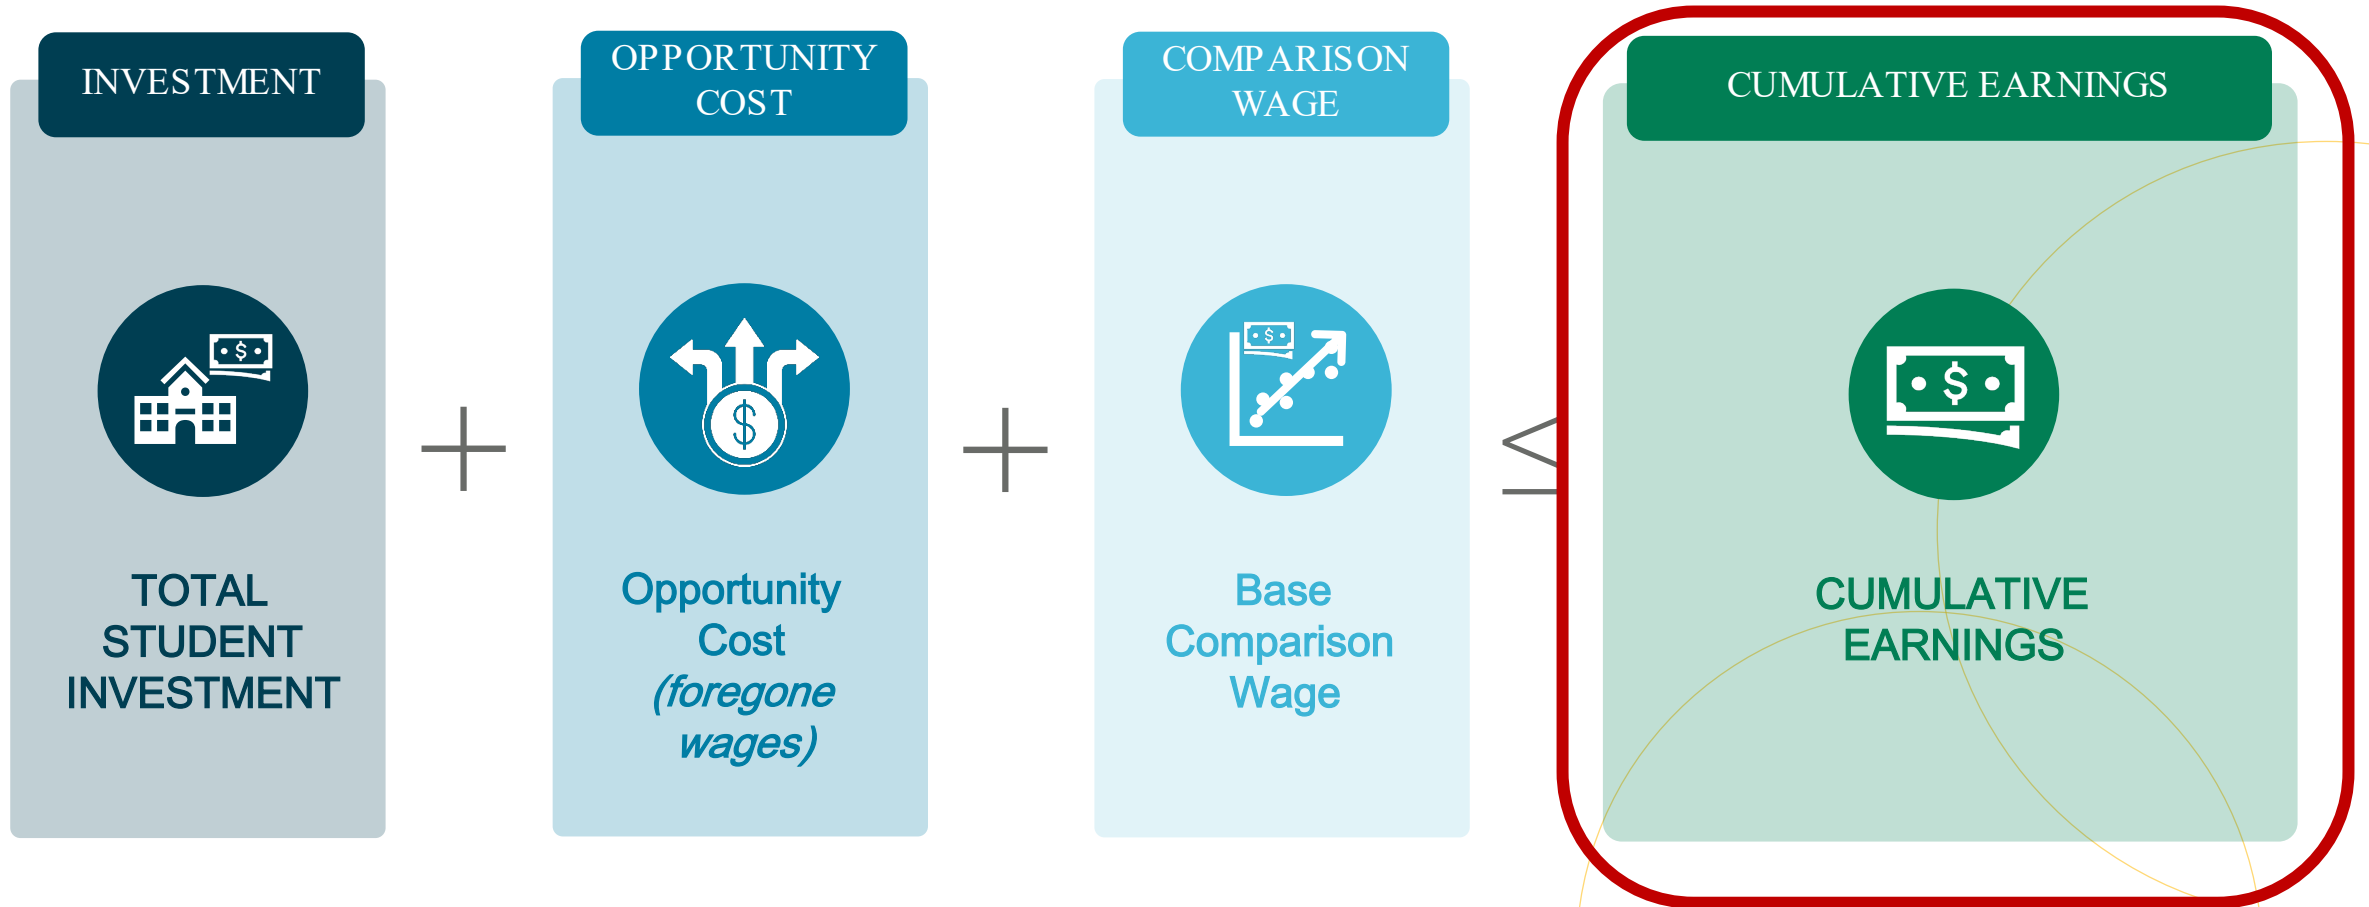 INVESTMENT
TOTAL
STUDENT
INVESTMENT
+
OPPORTUNITY
COST
$
Opportunity
Cost
(foregone
wages)
+
COMPARISON
WAGE
$
Base
Comparison
Wage
≤
CUMULATIVE EARNINGS
$
CUMULATIVE
EARNINGS